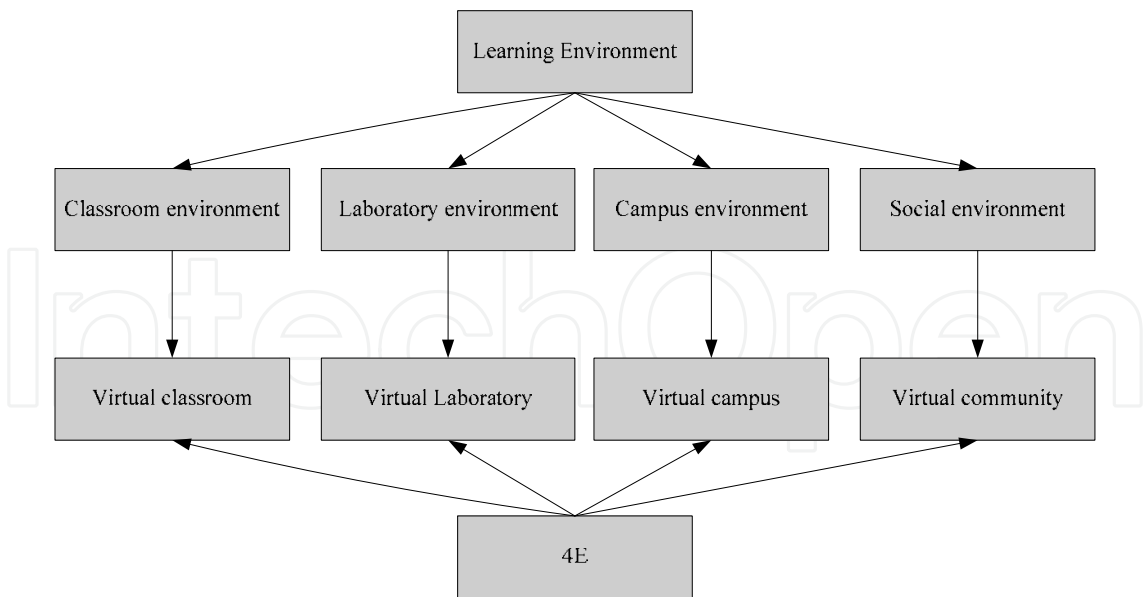 Learning Environment
Classroom environment
Laboratory environment
Campus environment
Social environment
IntechOpen
Virtual classroom
Virtual Laboratory
Virtual campus
Virtual community
4E